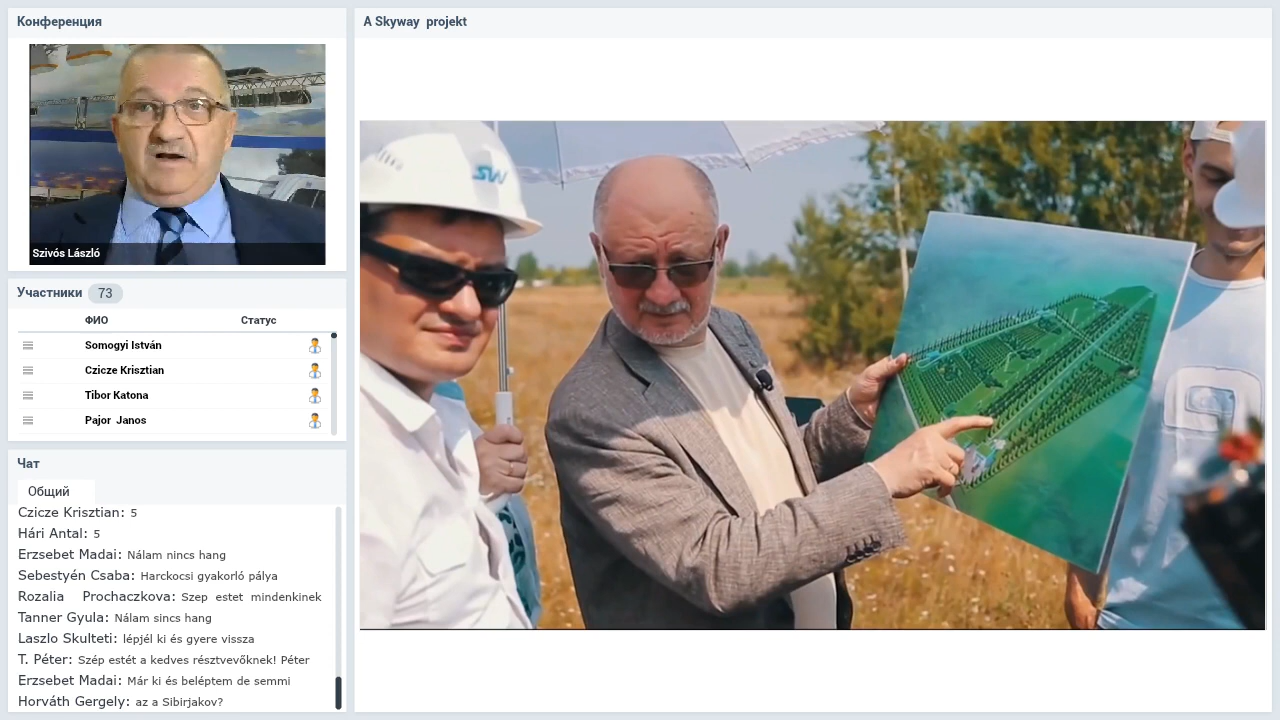 Конференция
Szivós László
Участники 73
ФИО Статус
Somogyi István
Czicze Krisztian
Tibor Katona
Pajor Janos
Чат
Общий
Czicze Krisztian: 5
Hári Antal: 5
Erzsebet Madai: Nálam nincs hang
Sebestyén Csaba: Harckocsi gyakorló pálya
Rozalia Prochaczkova: Szep estet mindenkinek
Tanner Gyula: Nálam sincs hang
Laszlo Skulteti: lépjél ki és gyere vissza
T. Péter: Szép estét a kedves résztvevőknek! Péter
Erzsebet Madai: Már ki és beléptem de semmi
Horváth Gergely: az a Sibirjakov?
A Skyway projekt
SW